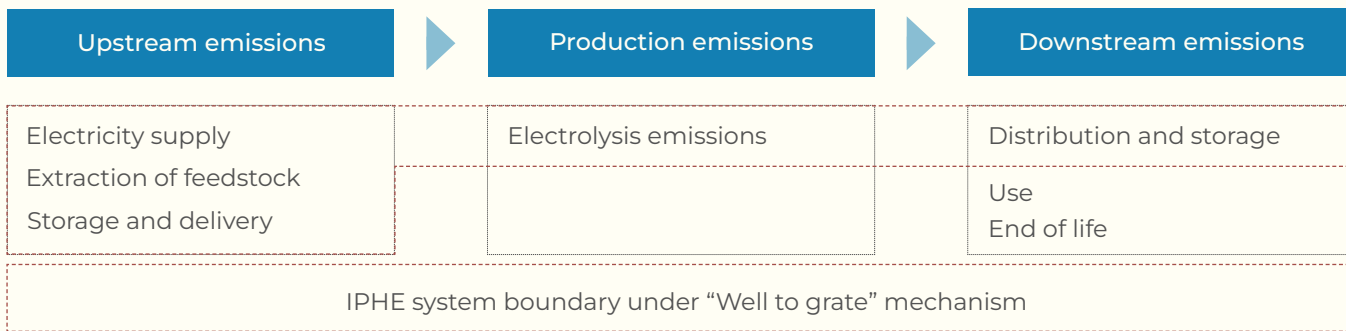 Upstream emissions
Production emissions
Downstream emissions
Electricity supply
Extraction of feedstock
Storage and delivery
Electrolysis emissions
Distribution and storage
Use
End of life
IPHE system boundary under “Well to grate” mechanism